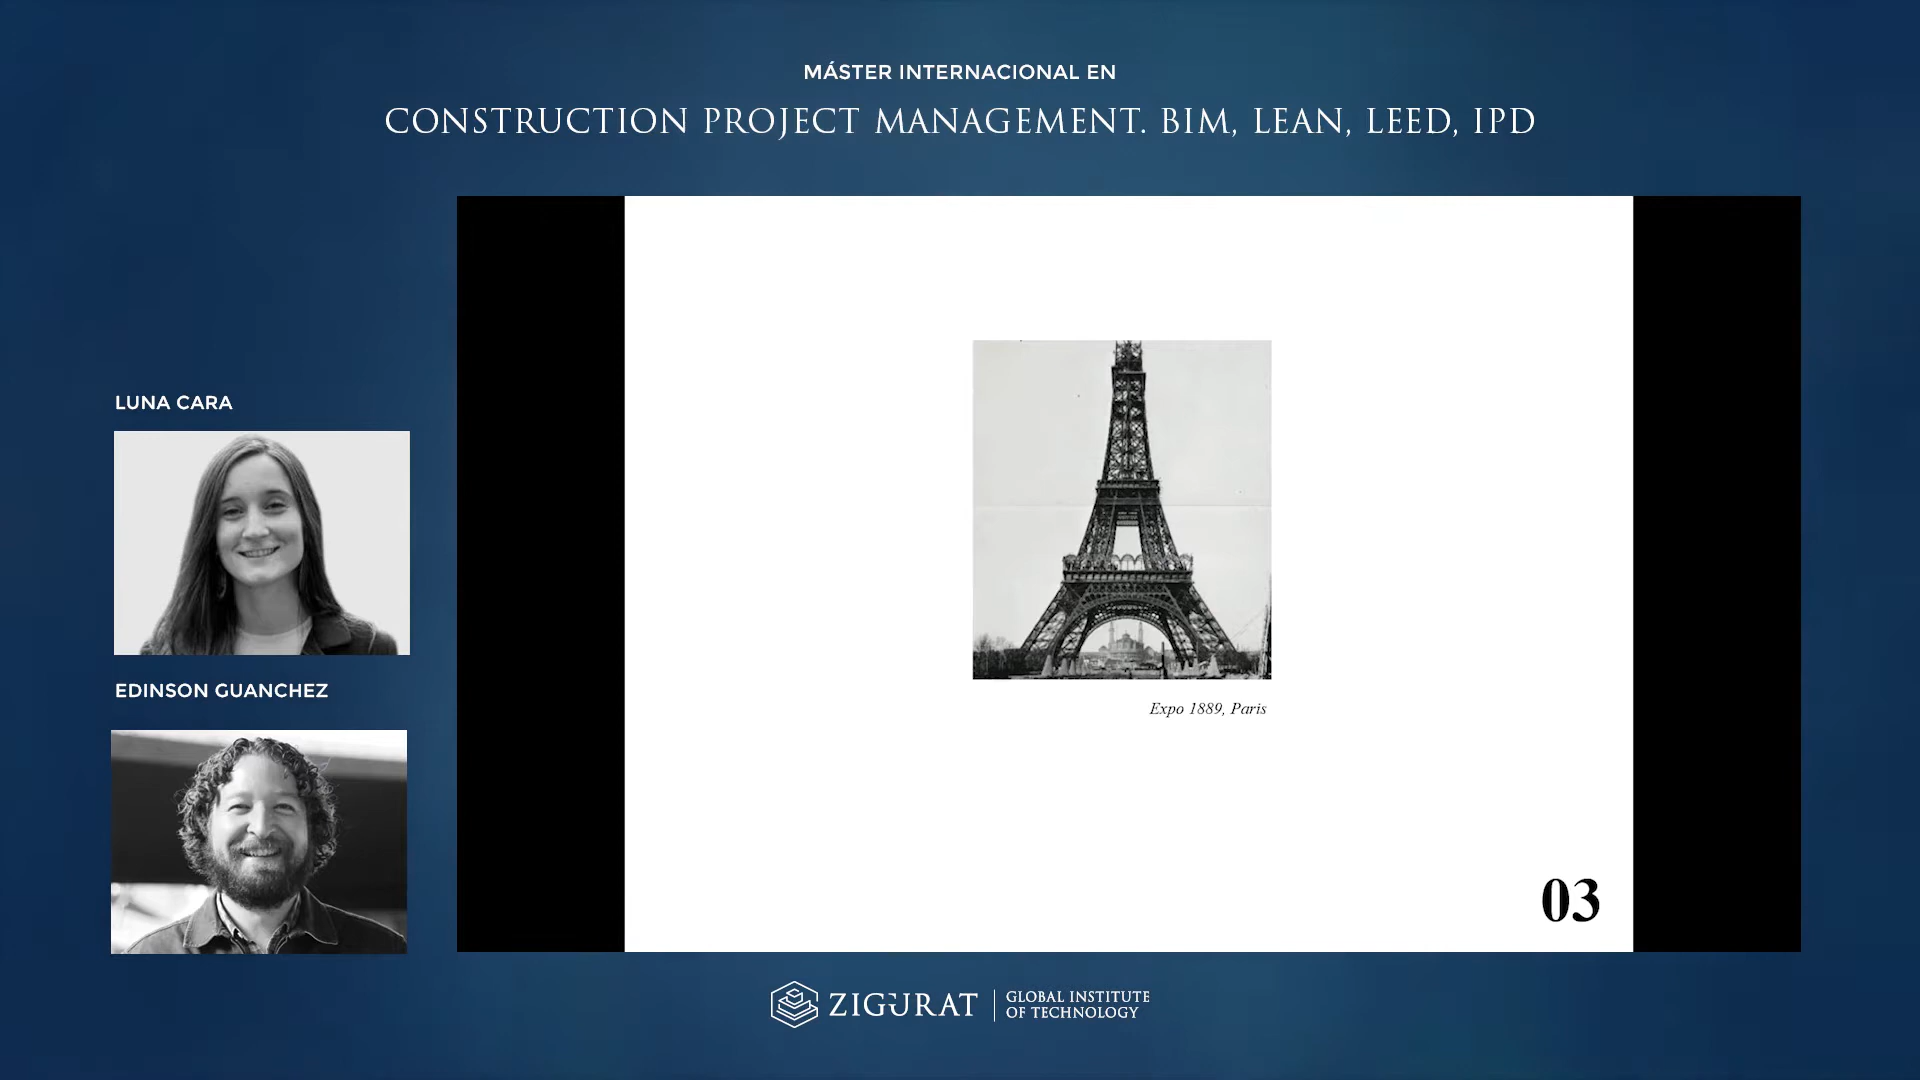 MÁSTER INTERNACIONAL EN
CONSTRUCTION PROJECT MANAGEMENT. BIM, LEAN, LEED, IPD
LUNA CARA
EDINSON GUANCHEZ
Expo 1889, Paris
03
ZIGURAT
GLOBAL INSTITUTE
OF TECHNOLOGY